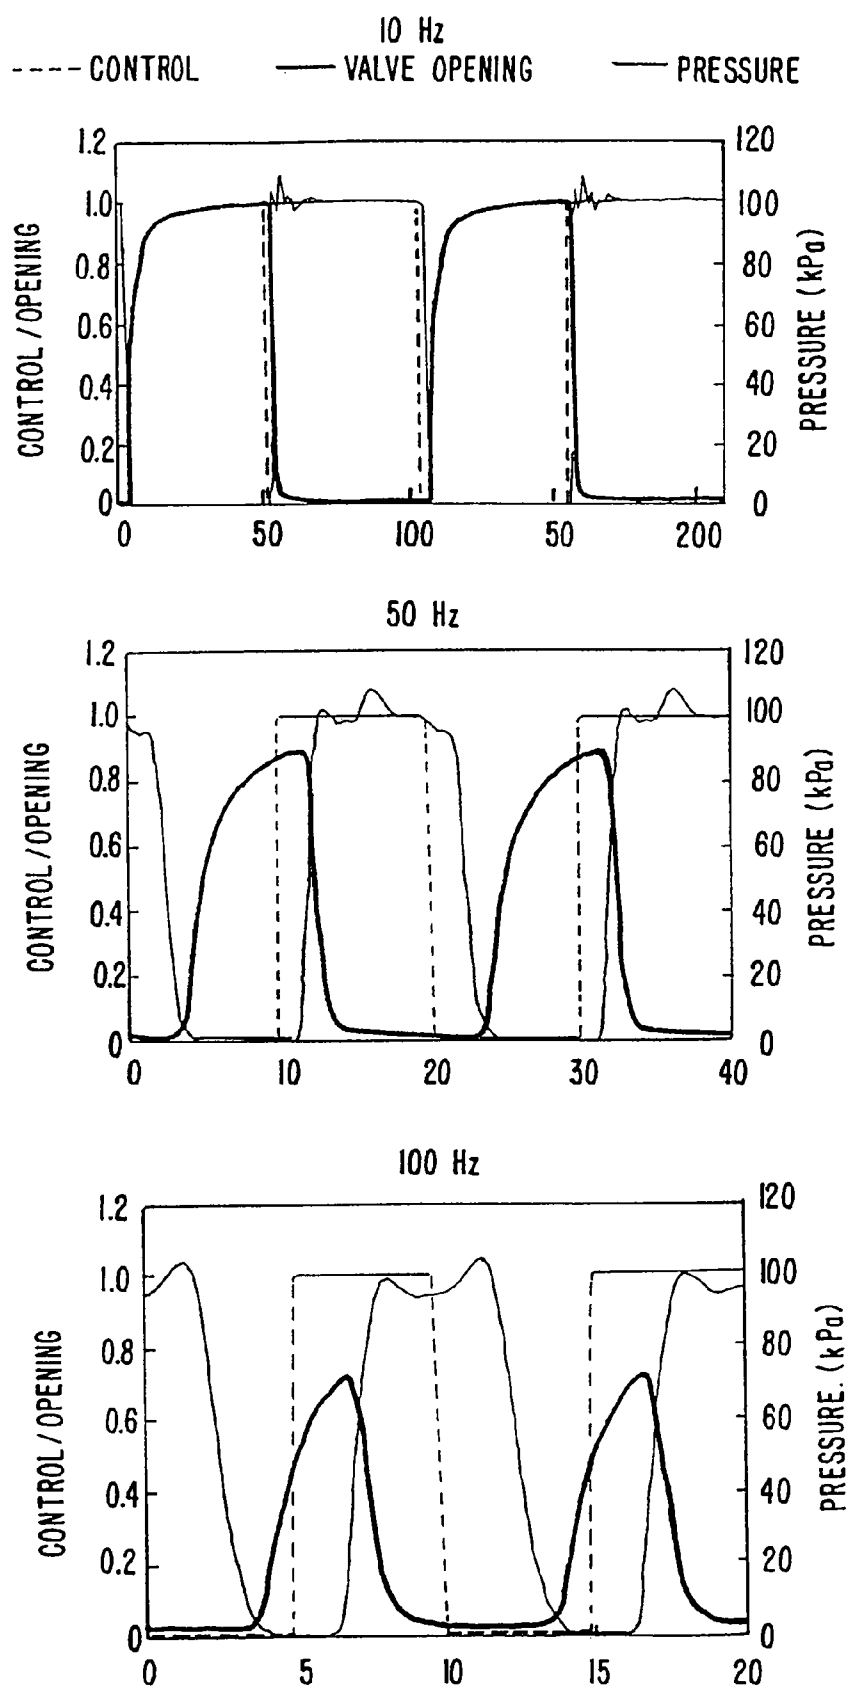 10 Hz
CONTROL VALVE OPENING PRESSURE
1.2 120
1.0 100
0.8 80
0.6 60
0.4 40
0.2 20
0 0
CONTROL/OPENING
PRESSURE (kPa)
0 50 100 50 200
50 Hz
1.2 120
1.0 100
0.8 80
0.6 60
0.4 40
0.2 20
0 0
CONTROL/OPENING
PRESSURE (kPa)
0 10 20 30 40
100 Hz
1.2 120
1.0 100
0.8 80
0.6 60
0.4 40
0.2 20
0 0
CONTROL/OPENING
PRESSURE. (kPa)
0 5 10 15 20